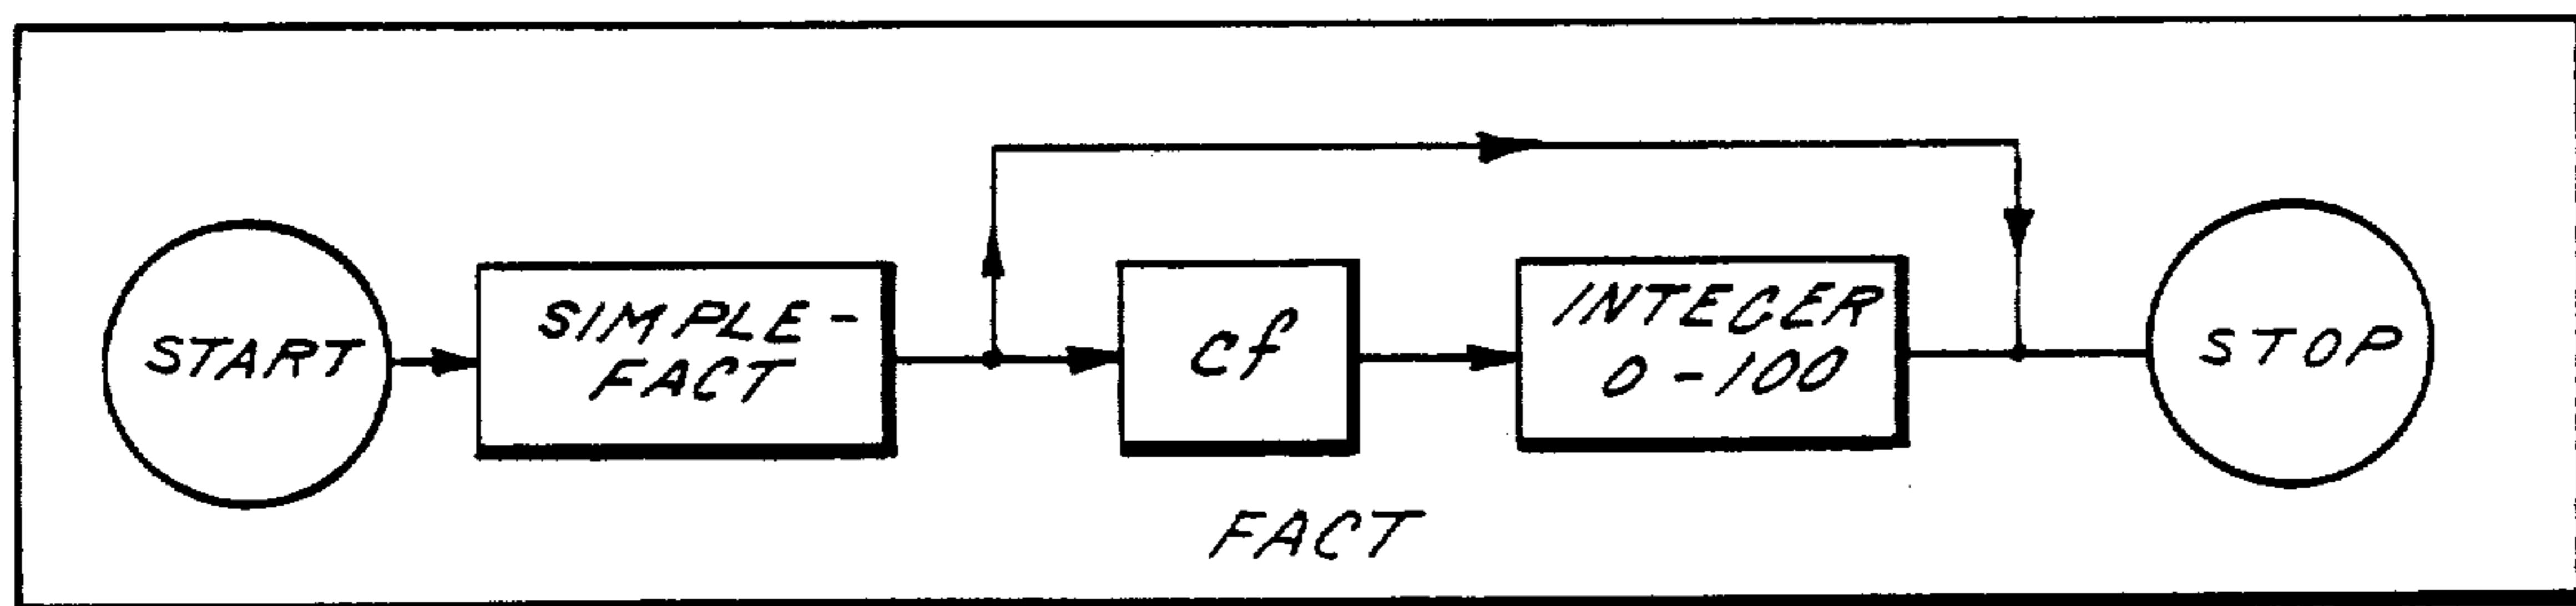 START
SIMPLE-
FACT
cf
INTEGER
0-100
STOP
FACT